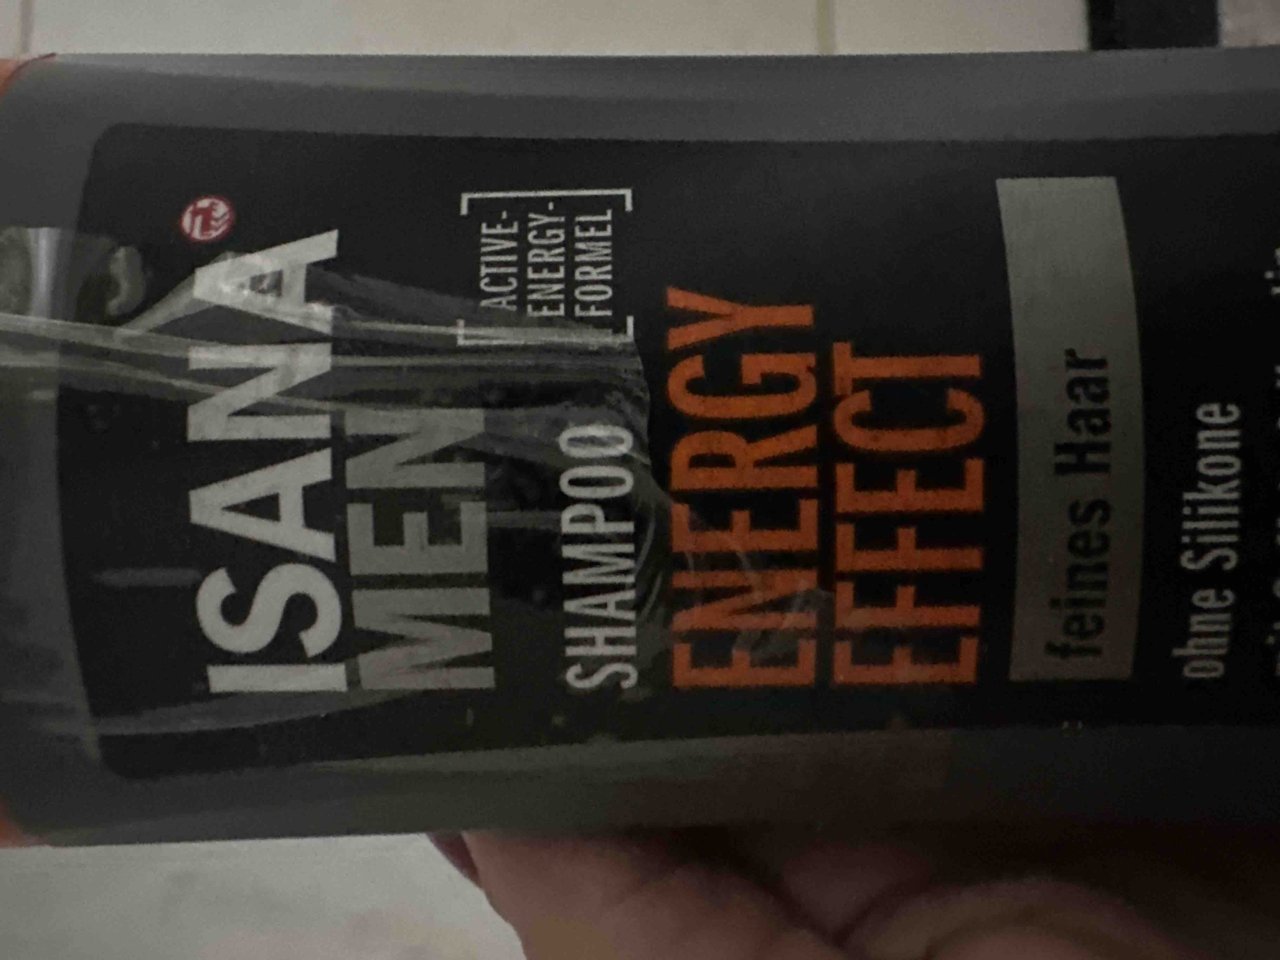 ISANA
MEN
ACTIVE-
ENERGY-
FORMEL
SHAMPOO
ENERGY
EFFECT
feines Haar
ohne Silikone